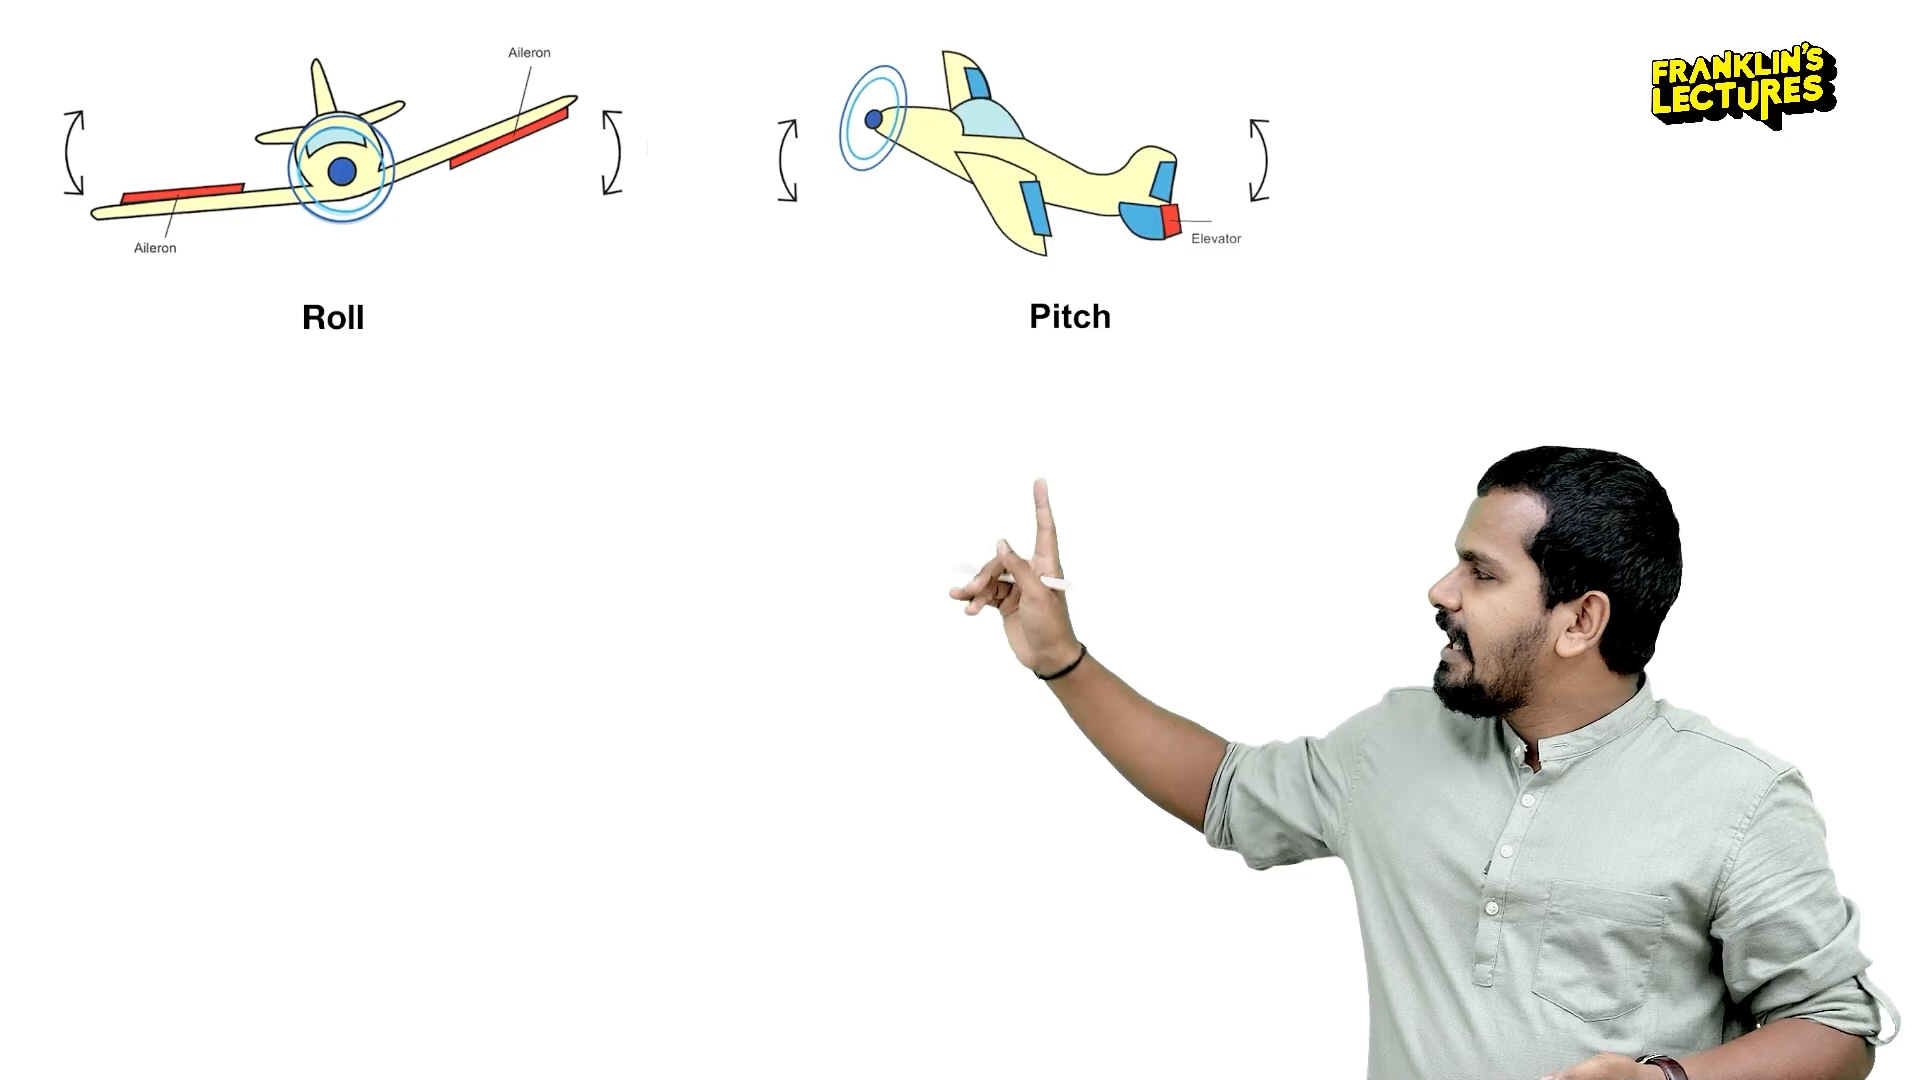 Aileron
Aileron
Roll
Elevator
Pitch
FRANKLIN'S
LECTURES